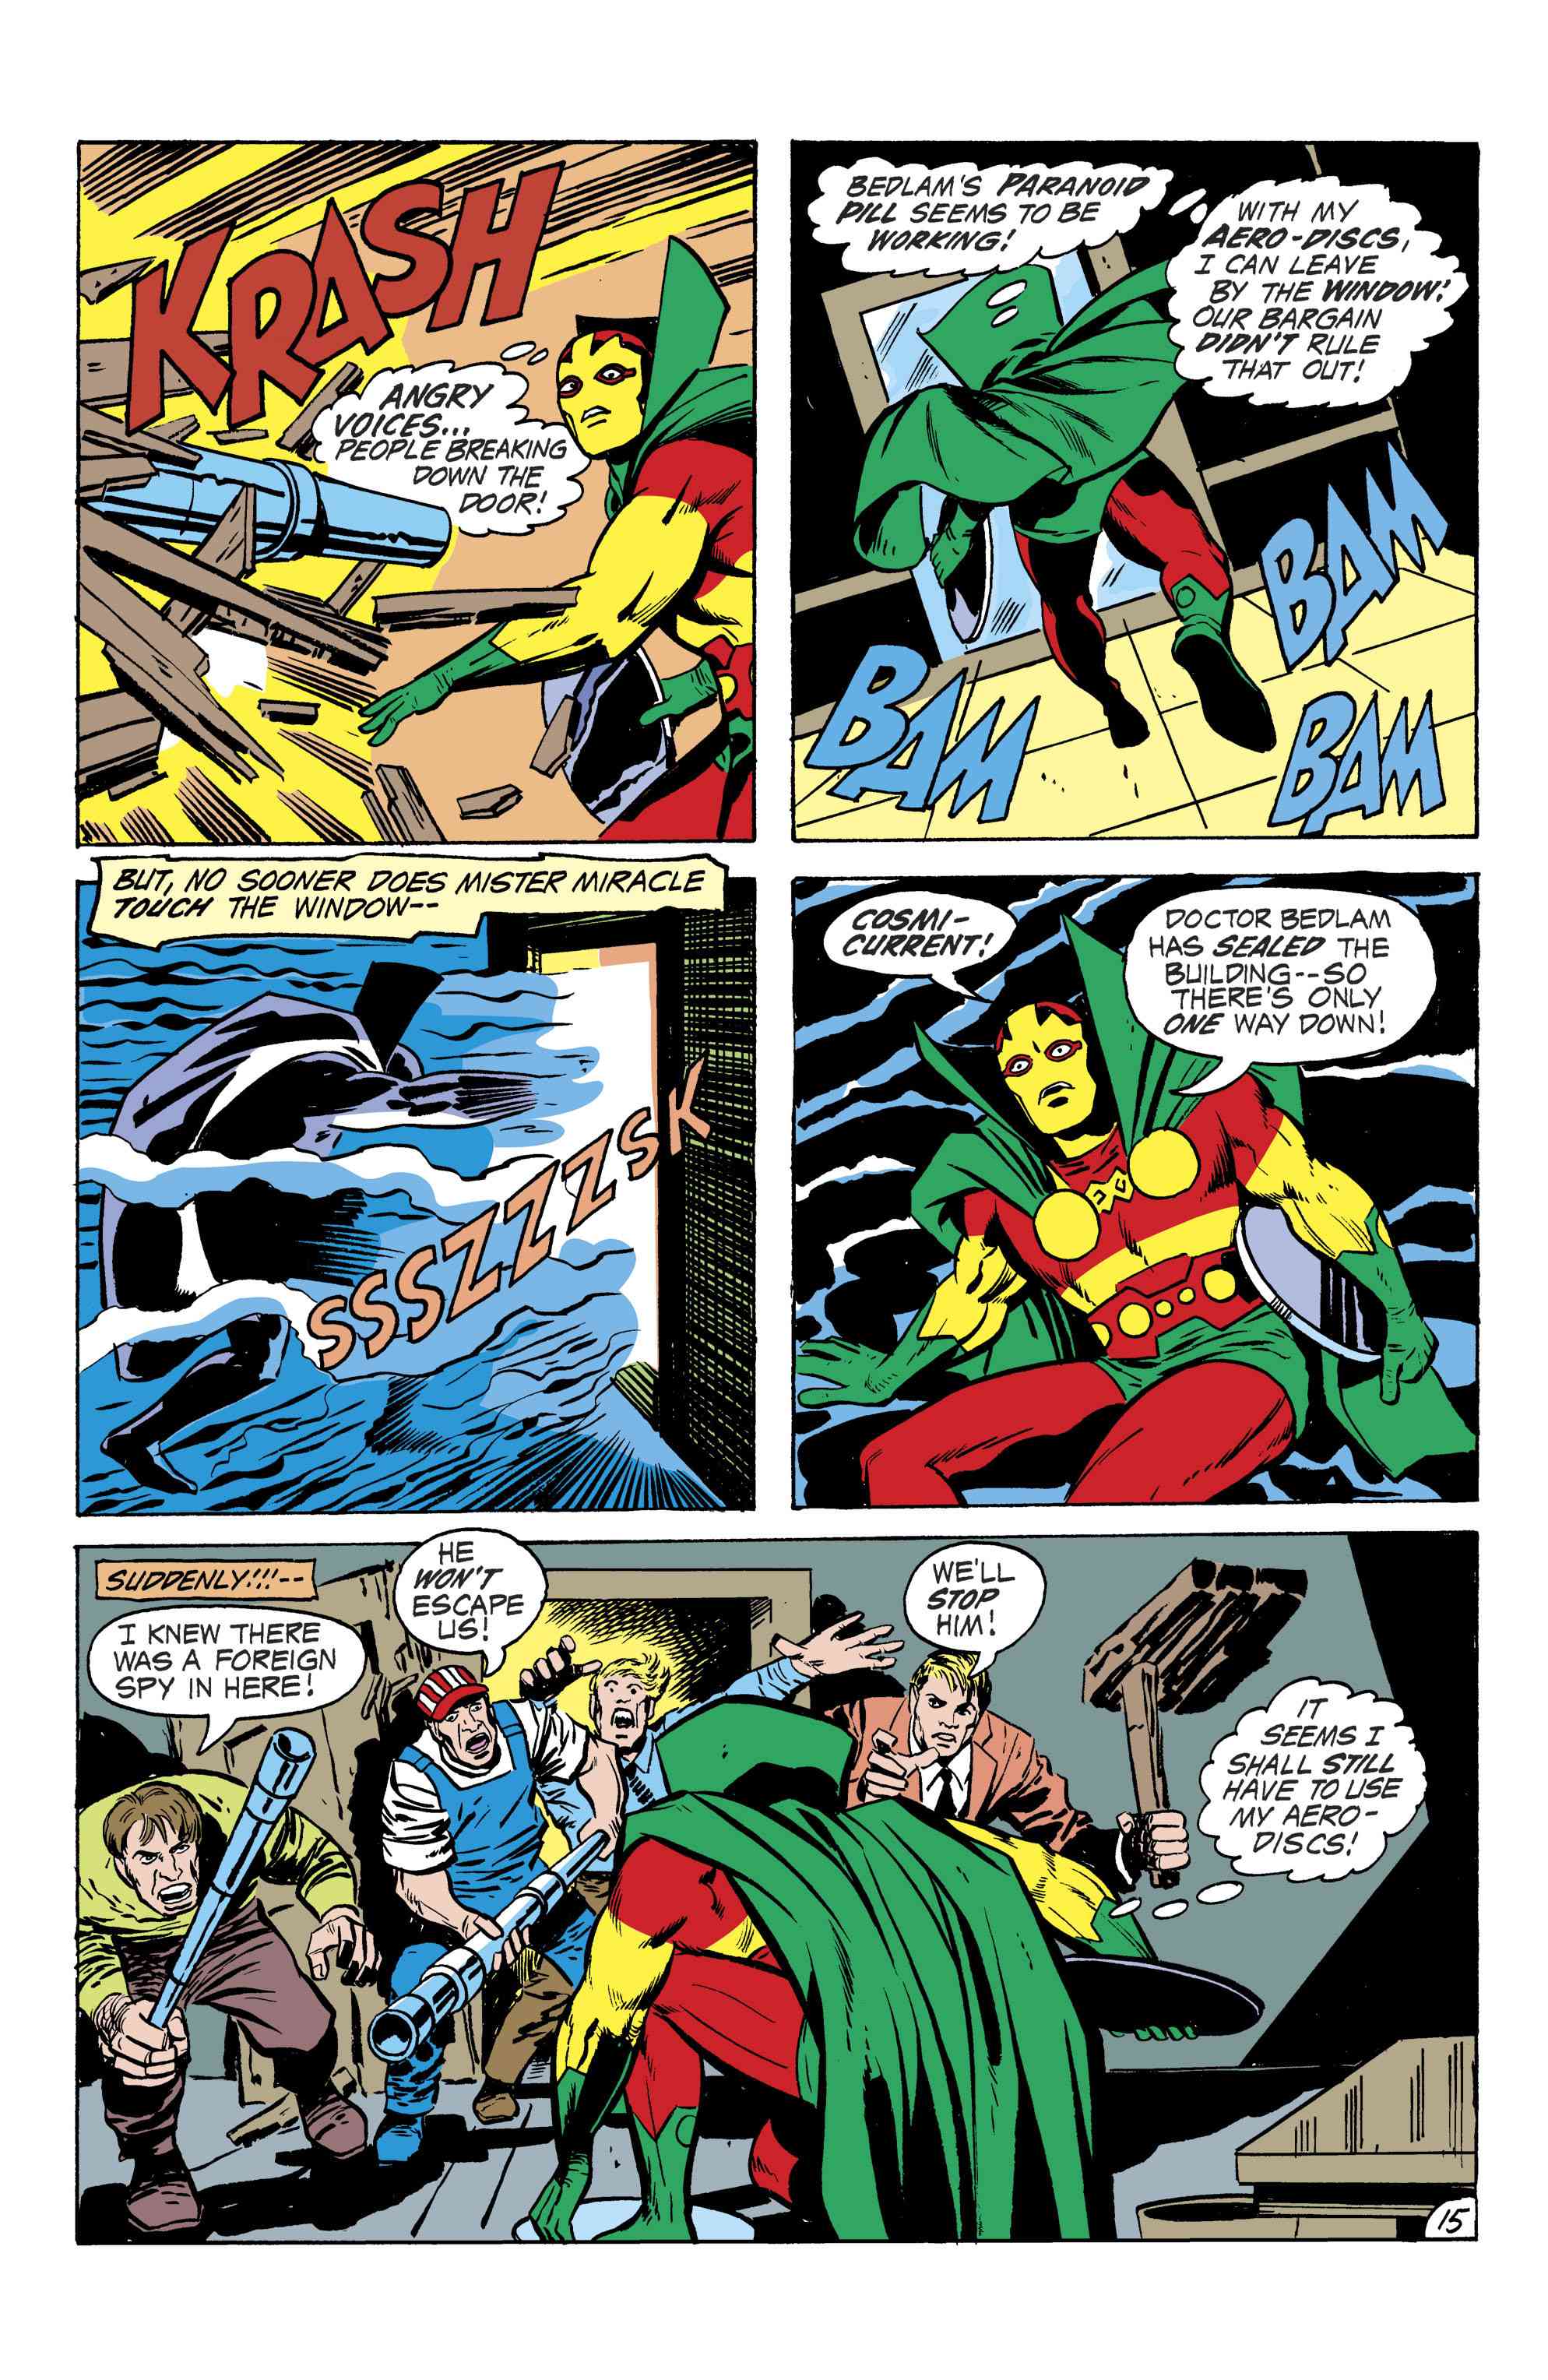 KRASH
ANGRY
VOICES...
PEOPLE BREAKING
DOWN THE
DOOR!
BEDLAM'S PARANOID
PILL SEEMS TO BE
WORKING!
WITH MY
AERO-DISCS,
I CAN LEAVE
BY THE WINDOW!
OUR BARGAIN
DIDN'T RULE
THAT OUT!
BAM
BAM
BAM
BUT, NO SOONER DOES MISTER MIRACLE
TOUCH THE WINDOW--
SSSZZZZSK
COSMI-
CURRENT!
DOCTOR BEDLAM
HAS SEALED THE
BUILDING--SO
THERE'S ONLY
ONE WAY DOWN!
SUDDENLY!!!--
I KNEW THERE
WAS A FOREIGN
SPY IN HERE!
HE
WON'T
ESCAPE
US!
WE'LL
STOP
HIM!
IT
SEEMS I
SHALL STILL
HAVE TO USE
MY AERO-
DISCS!
15